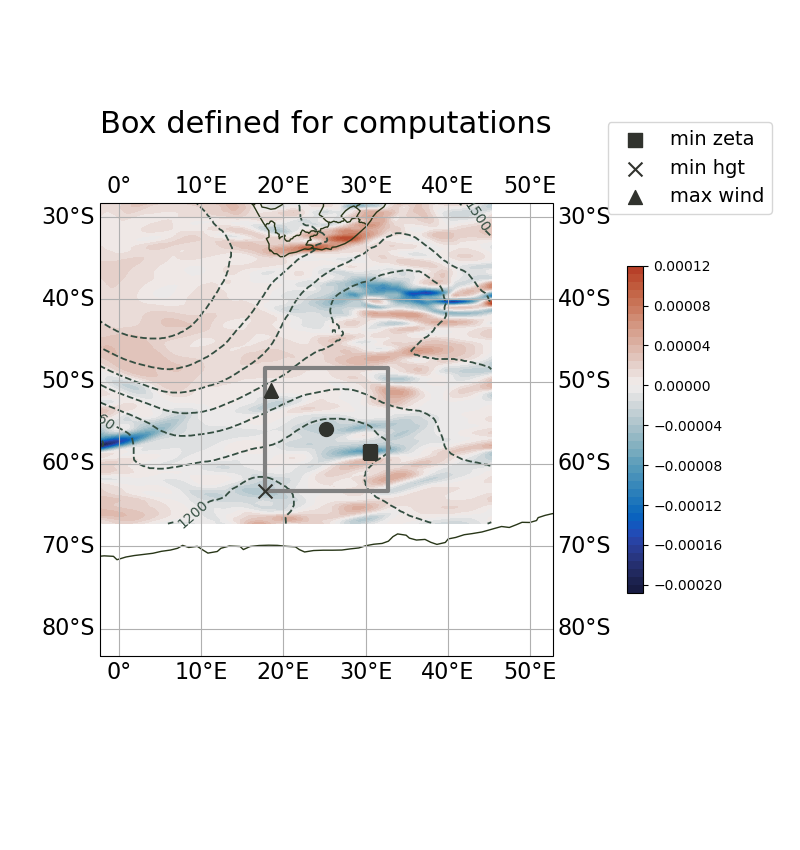 Box defined for computations
min zeta
min hgt
max wind
0° 10°E 20°E 30°E 40°E 50°E
30°S 1500 30°S
40°S 40°S
50°S 50°S
60
60°S 60°S
1200
70°S 70°S
80°S 80°S
0° 10°E 20°E 30°E 40°E 50°E
0.00012
0.00008
0.00004
0.00000
−0.00004
−0.00008
−0.00012
−0.00016
−0.00020